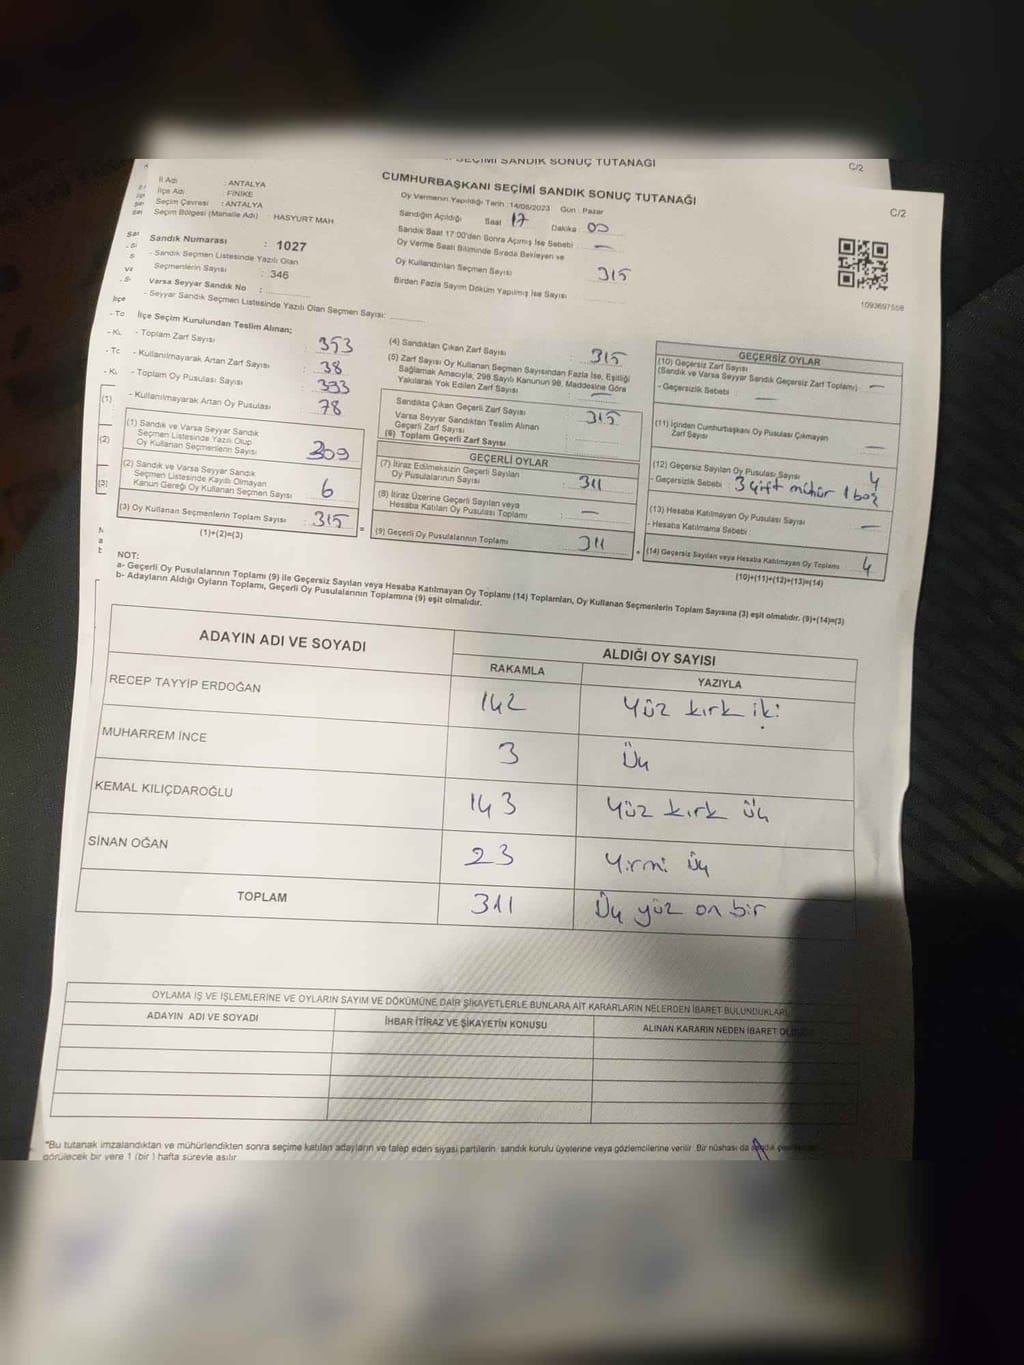 SEÇİMİ SANDIK SONUÇ TUTANAĞI
C/2
CUMHURBAŞKANI SEÇİMİ SANDIK SONUÇ TUTANAĞI
C/2
İl Adı : ANTALYA
İlçe Adı : FİNİKE
Seçim Çevresi : ANTALYA
Seçim Bölgesi (Mahalle Adı) : HASYURT MAH
Sandık Numarası : 1027
- Sandık Seçmen Listesinde Yazılı Olan
Seçmenlerin Sayısı : 346
Varsa Seyyar Sandık No :
- Seyyar Sandık Seçmen Listesinde Yazılı Olan Seçmen Sayısı:
Oy Vermenin Yapıldığı Tarih : 14/05/2023 Gün : Pazar
Sandığın Açıldığı Saat 17 Dakika 00
Sandık Saat 17:00'den Sonra Açılmış İse Sebebi : —
Oy Verme Saati Bitiminde Sırada Bekleyen ve
Oy Kullandırılan Seçmen Sayısı 315
Birden Fazla Sayım Döküm Yapılmış İse Sayısı
1093697558
İlçe Seçim Kurulundan Teslim Alınan;
- Toplam Zarf Sayısı : 353
- Kullanılmayarak Artan Zarf Sayısı : 38
- Toplam Oy Pusulası Sayısı : 393
- Kullanılmayarak Artan Oy Pusulası : 78
(1) Sandık ve Varsa Seyyar Sandık
Seçmen Listesinde Yazılı Olup
Oy Kullanan Seçmenlerin Sayısı 309
(2) Sandık ve Varsa Seyyar Sandık
Seçmen Listesinde Kaydı Olmayan
Kanun Gereği Oy Kullanan Seçmen Sayısı 6
(3) Oy Kullanan Seçmenlerin Toplam Sayısı 315
(1)+(2)=(3)
(4) Sandıktan Çıkan Zarf Sayısı : 315
(5) Zarf Sayısı Oy Kullanan Seçmen Sayısından Fazla İse, Eşitliği
Sağlamak Amacıyla, 298 Sayılı Kanunun 98. Maddesine Göre
Yakılarak Yok Edilen Zarf Sayısı : —
Sandıkta Çıkan Geçerli Zarf Sayısı : 315
Varsa Seyyar Sandıktan Teslim Alınan
Geçerli Zarf Sayısı :
(6) Toplam Geçerli Zarf Sayısı
GEÇERLİ OYLAR
(7) İtiraz Edilmeksizin Geçerli Sayılan
Oy Pusulalarının Sayısı : 311
(8) İtiraz Üzerine Geçerli Sayılan veya
Hesaba Katılan Oy Pusulası Toplamı —
(9) Geçerli Oy Pusulalarının Toplamı 311
GEÇERSİZ OYLAR
(10) Geçersiz Zarf Sayısı
(Sandık ve Varsa Seyyar Sandık Geçersiz Zarf Toplamı) : —
- Geçersizlik Sebebi : —
(11) İçinden Cumhurbaşkanı Oy Pusulası Çıkmayan
Zarf Sayısı —
(12) Geçersiz Sayılan Oy Pusulası Sayısı 4
- Geçersizlik Sebebi : 3 çift mühür 1 boş
(13) Hesaba Katılmayan Oy Pusulası Sayısı —
- Hesaba Katılmama Sebebi :
(14) Geçersiz Sayılan veya Hesaba Katılmayan Oy Toplamı 4
(10)+(11)+(12)+(13)=(14)
NOT:
a- Geçerli Oy Pusulalarının Toplamı (9) ile Geçersiz Sayılan veya Hesaba Katılmayan Oy Toplamı (14) Toplamları, Oy Kullanan Seçmenlerin Toplam Sayısına (3) eşit olmalıdır. (9)+(14)=(3)
b- Adayların Aldığı Oyların Toplamı, Geçerli Oy Pusulalarının Toplamına (9) eşit olmalıdır.
ADAYIN ADI VE SOYADI ALDIĞI OY SAYISI
RAKAMLA YAZIYLA
RECEP TAYYİP ERDOĞAN 142 Yüz kırk iki
MUHARREM İNCE 3 Üç
KEMAL KILIÇDAROĞLU 143 Yüz kırk üç
SİNAN OĞAN 23 Yirmi üç
TOPLAM 311 Üç yüz on bir
OYLAMA İŞ VE İŞLEMLERİNE VE OYLARIN SAYIM VE DÖKÜMÜNE DAİR ŞİKAYETLERLE BUNLARA AİT KARARLARIN NELERDEN İBARET BULUNDUKLARI
ADAYIN ADI VE SOYADI İHBAR İTİRAZ VE ŞİKAYETİN KONUSU ALINAN KARARIN NEDEN İBARET
*Bu tutanak imzalandıktan ve mühürlendikten sonra seçime katılan adayların ve talep eden siyasi partilerin sandık kurulu üyelerine veya gözlemcilerine verilir. Bir nüshası da sandık
görülecek bir yere 1 (bir) hafta süreyle asılır